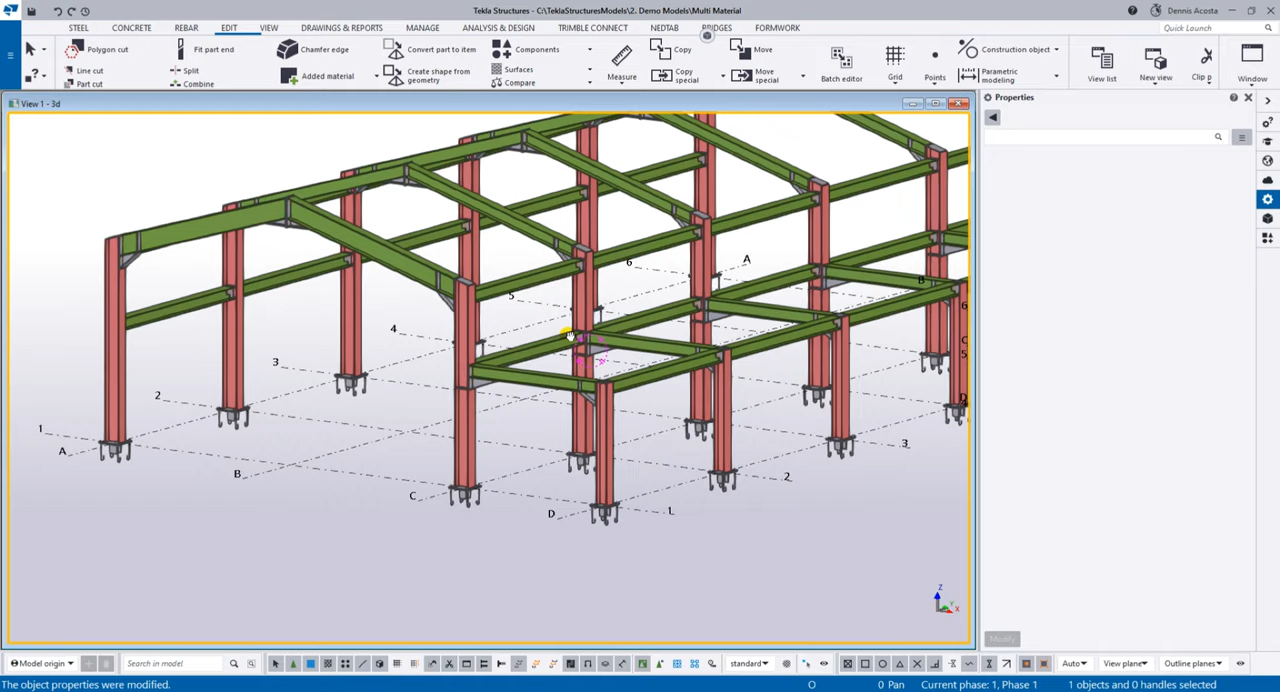 Tekla Structures - C:\TeklaStructuresModels\2. Demo Models\Multi Material
Dennis Acosta
STEEL CONCRETE REBAR EDIT VIEW DRAWINGS & REPORTS MANAGE ANALYSIS & DESIGN TRIMBLE CONNECT NEDTAB BRIDGES FORMWORK
Quick Launch
Polygon cut
Line cut
Part cut
Fit part end
Split
Combine
Chamfer edge
Added material
Convert part to item
Create shape from
geometry
Components
Surfaces
Compare
Measure
Copy
Copy
special
Move
Move
special
Batch editor
Grid
Points
Construction object
Parametric
modeling
View list
New view
Clip p
Window
View 1 - 3d
Properties
6
A
5
B
4
6
3
C
5
2
D
1
3
A
B
2
C
D
1
Z
Y
X
Modify
Model origin
Search in model
standard
Auto
View plane
Outline planes
The object properties were modified.
O
0 Pan
Current phase: 1, Phase 1
1 objects and 0 handles selected